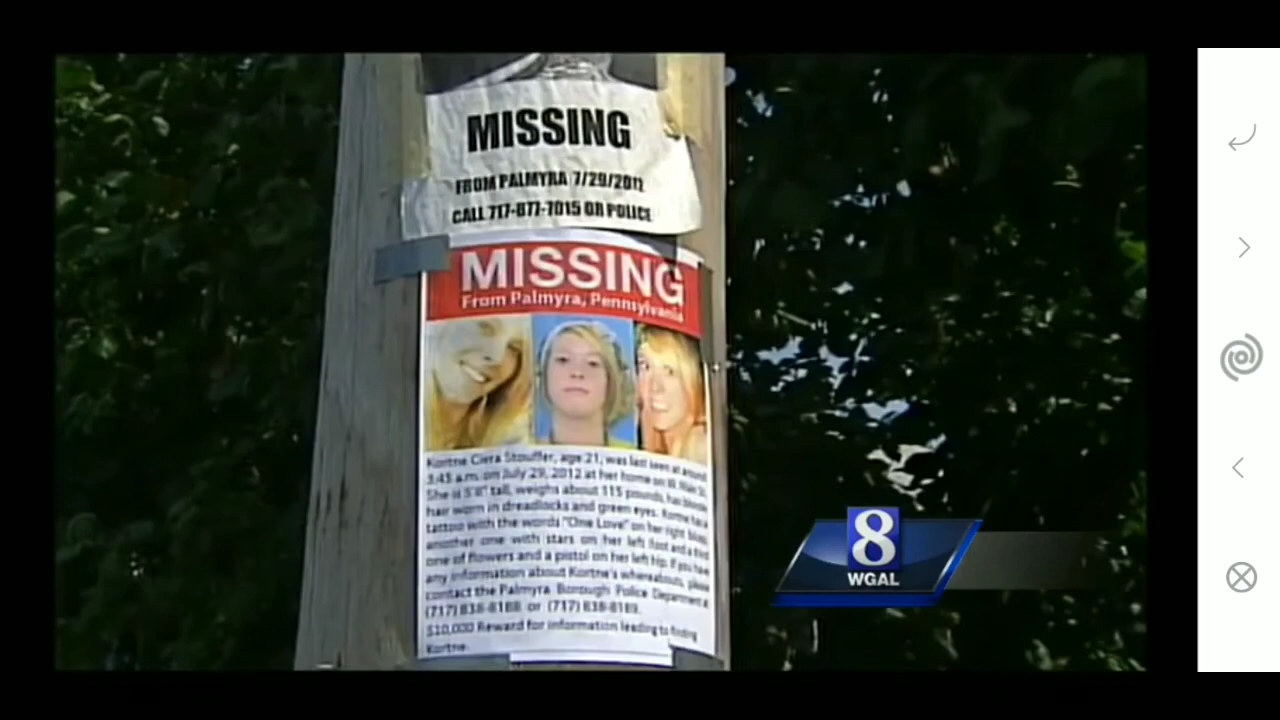 MISSING
FROM PALMYRA 7/29/2012
CALL 717-877-7015 OR POLICE
MISSING
From Palmyra, Pennsylvania
Kortne Ciera Stouffer, age 21, was last seen at around
3:45 a.m. on July 29, 2012 at her home on W. Main St.
She is 5'8" tall, weighs about 115 pounds, has blonde
hair worn in dreadlocks and green eyes. Kortne has a
tattoo with the words "One Love" on her right
another one with stars on her left foot and a third
one of flowers and a pistol on her left hip. If you have
any information about Kortne's whereabouts, please
contact the Palmyra Borough Police Department at
(717) 838-8188 or (717) 838-8189.
$10,000 Reward for information leading to finding
Kortne.
8
WGAL